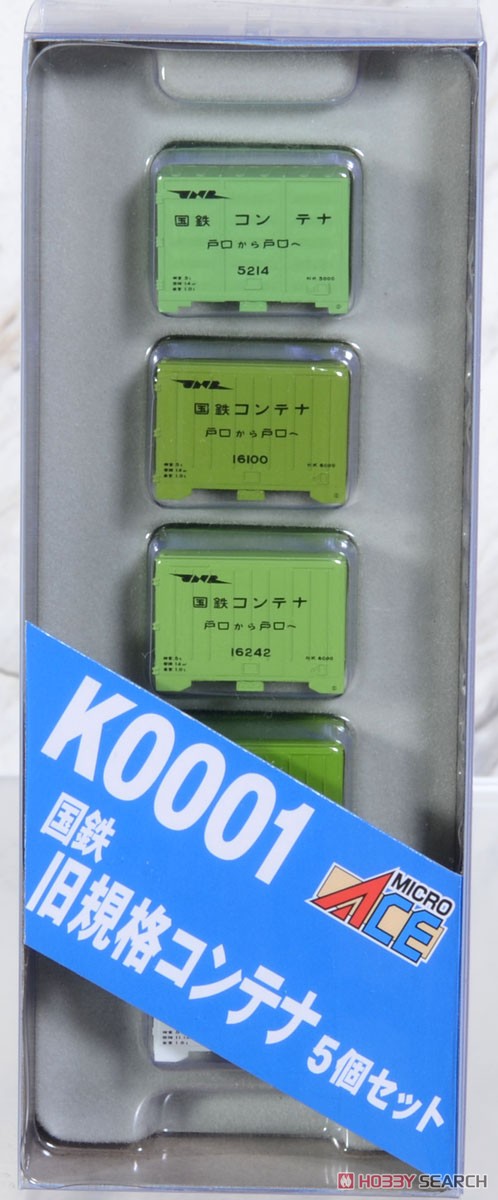 国鉄 コンテナ
戸口から戸口へ
5214
国鉄コンテナ
戸口から戸口へ
16100
国鉄コンテナ
戸口から戸口へ
16242
K0001
国鉄
旧規格コンテナ 5個セット
MICRO
ACE
HOBBY SEARCH